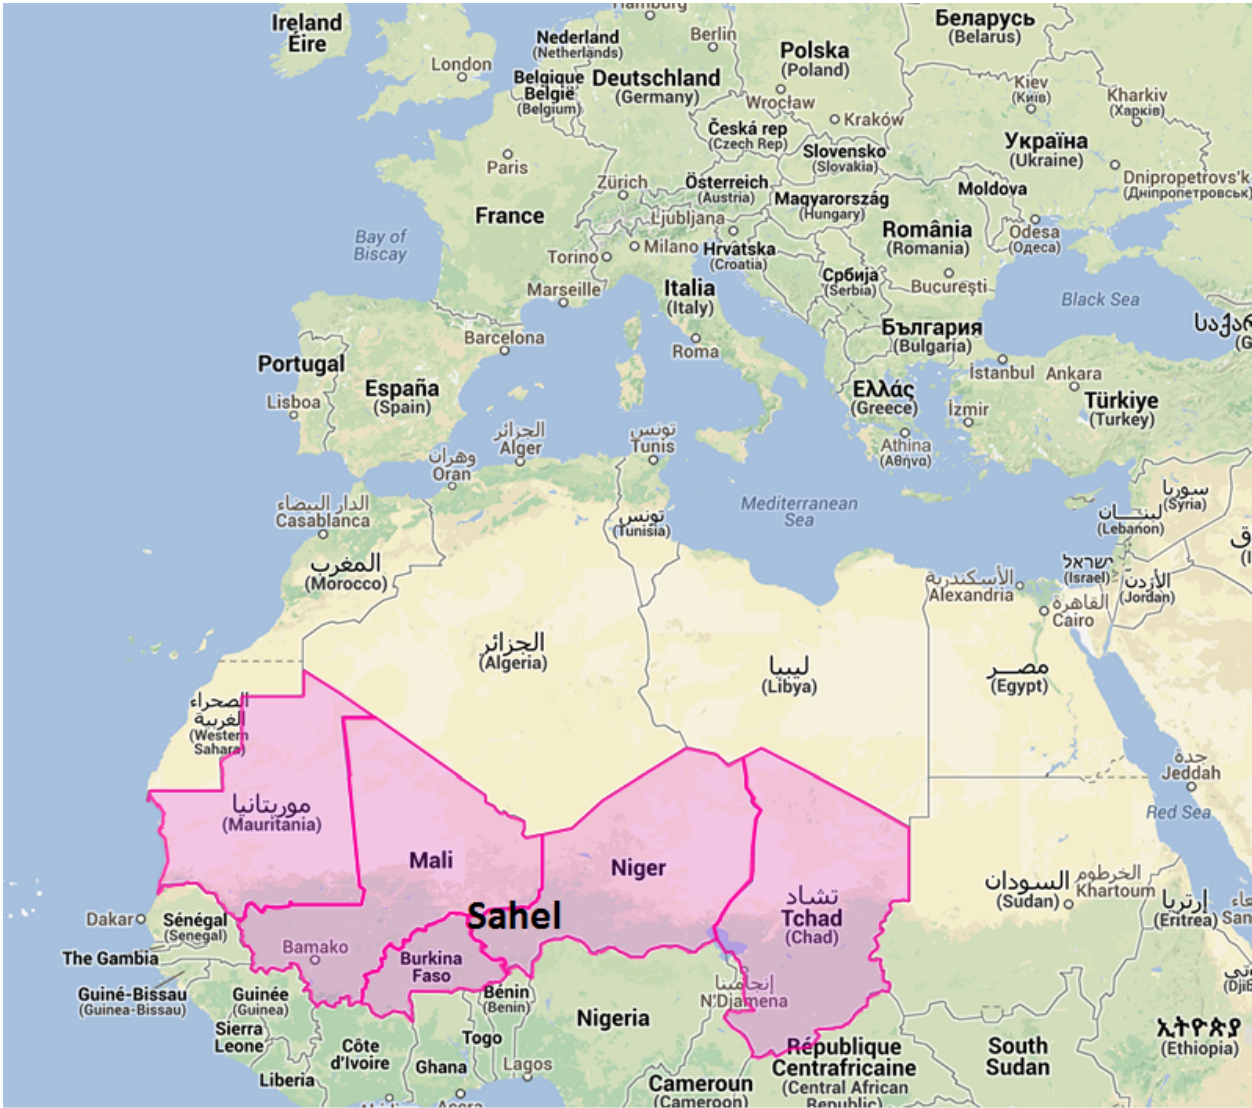 Ireland
Éire
Hamburg
Беларусь
(Belarus)
Nederland
(Netherlands)
Berlin
London
Polska
(Poland)
Belgique
België
(Belgium)
Deutschland
(Germany)
Wrocław
Kiev
(Київ)
Kharkiv
(Харків)
Kraków
Česká rep
(Czech Rep)
Україна
(Ukraine)
Paris
Slovensko
(Slovakia)
Zürich
Österreich
(Austria)
Dnipropetrovs'k
(Дніпропетровськ)
Magyarország
(Hungary)
Moldova
France
Ljubljana
România
(Romania)
Odesa
(Одеса)
Bay of
Biscay
Torino
Milano
Hrvatska
(Croatia)
Србија
(Serbia)
București
Marseille
Italia
(Italy)
Black Sea
България
(Bulgaria)
Barcelona
Roma
Portugal
İstanbul
Ankara
España
(Spain)
Ελλάς
(Greece)
Lisboa
İzmir
Türkiye
(Turkey)
الجزائر
Alger
تونس
Tunis
Athina
(Αθήνα)
وهران
Oran
الدار البيضاء
Casablanca
Mediterranean
Sea
سوريا
(Syria)
تونس
(Tunisia)
لبنــــان
(Lebanon)
المغرب
(Morocco)
ישראל
(Israel)
الأسكندرية
Alexandria
الأردن
(Jordan)
القاهرة
Cairo
الجزائر
(Algeria)
ليبيا
(Libya)
مصـــر
(Egypt)
الصحراء
الغربية
(Western
Sahara)
جدة
Jeddah
موريتانيا
(Mauritania)
Red Sea
Mali
Niger
السودان
(Sudan)
الخرطوم
Khartoum
تشاد
Tchad
(Chad)
إرتريا
(Eritrea)
Dakar
Sénégal
(Senegal)
Sahel
Bamako
The Gambia
Burkina
Faso
Guiné-Bissau
(Guinea-Bissau)
Guinée
(Guinea)
Benin
(Benin)
إنجامينا
N'Djamena
Sierra
Leone
Nigeria
Togo
Côte
d'Ivoire
République
Centrafricaine
(Central African
Republic)
South
Sudan
ኢትዮጵያ
(Ethiopia)
Ghana
Lagos
Liberia
Cameroon
(Cameroon)
Accra